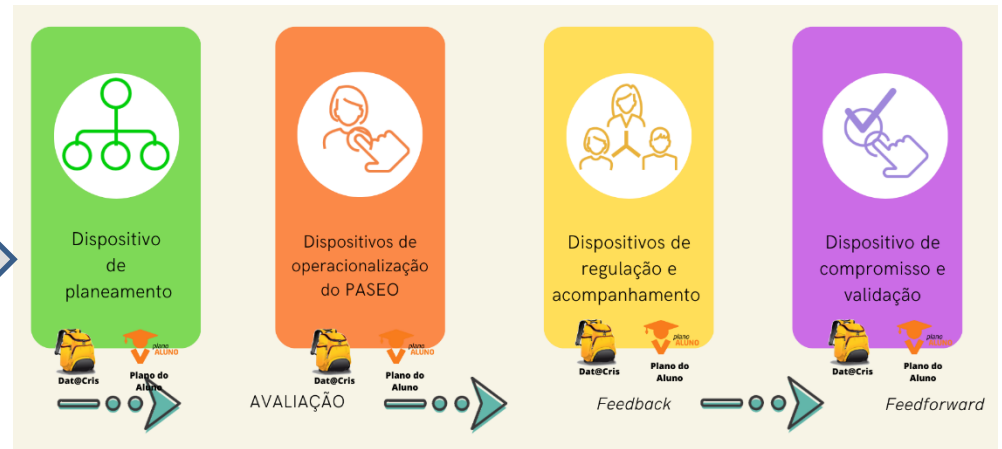 Dispositivo
de
planeamento
Dispositivos de
operacionalização
do PASEO
Dispositivos de
regulação e
acompanhamento
Dispositivo de
compromisso e
validação
plano
ALUNO
Dat@Cris
Plano do
Aluno
plano
ALUNO
Dat@Cris
Plano do
Aluno
plano
ALUNO
Dat@Cris
Plano do
Aluno
plano
ALUNO
Dat@Cris
Plano do
Aluno
AVALIAÇÃO
Feedback
Feedforward